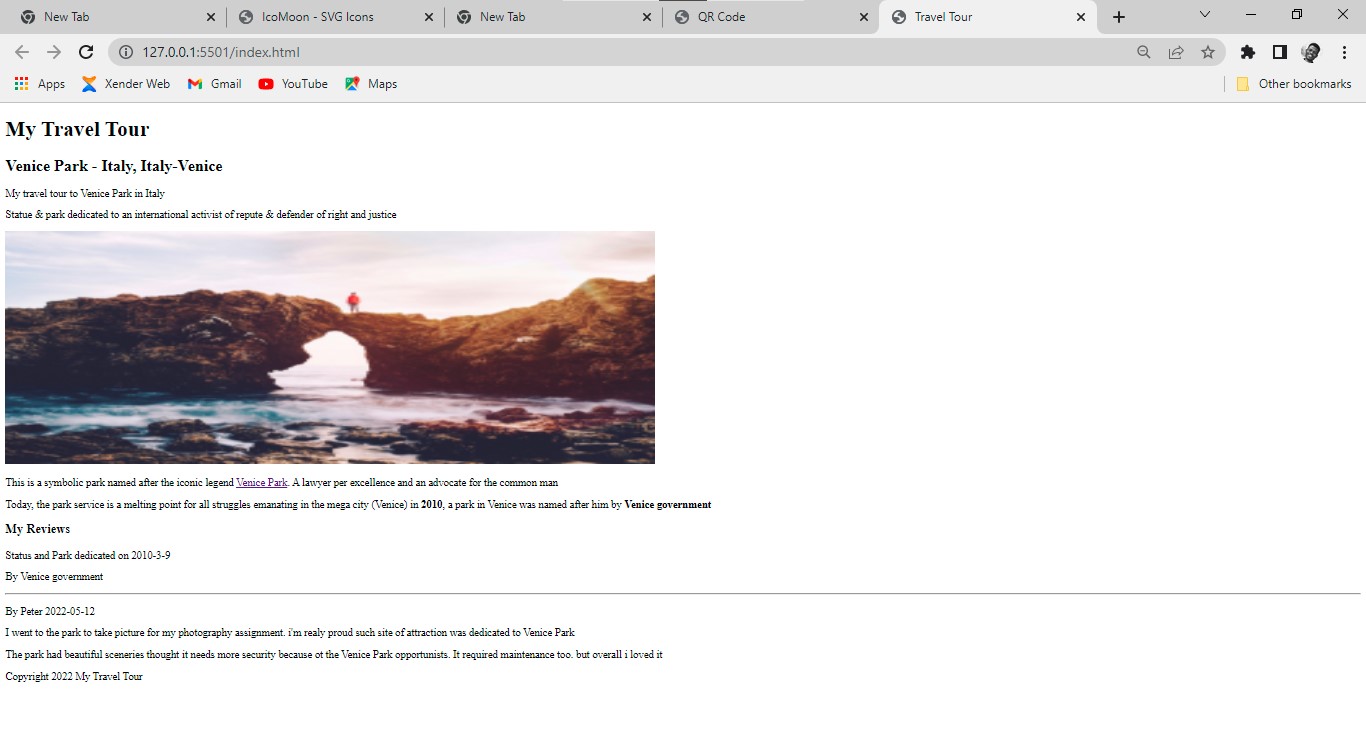 New Tab
IcoMoon - SVG Icons
New Tab
QR Code
Travel Tour
127.0.0.1:5501/index.html
Apps
Xender Web
Gmail
YouTube
Maps
Other bookmarks
My Travel Tour
Venice Park - Italy, Italy-Venice
My travel tour to Venice Park in Italy
Statue & park dedicated to an international activist of repute & defender of right and justice
This is a symbolic park named after the iconic legend Venice Park. A lawyer per excellence and an advocate for the common man
Today, the park service is a melting point for all struggles emanating in the mega city (Venice) in 2010, a park in Venice was named after him by Venice government
My Reviews
Status and Park dedicated on 2010-3-9
By Venice government
By Peter 2022-05-12
I went to the park to take picture for my photography assignment. i'm realy proud such site of attraction was dedicated to Venice Park
The park had beautiful sceneries thought it needs more security because ot the Venice Park opportunists. It required maintenance too. but overall i loved it
Copyright 2022 My Travel Tour